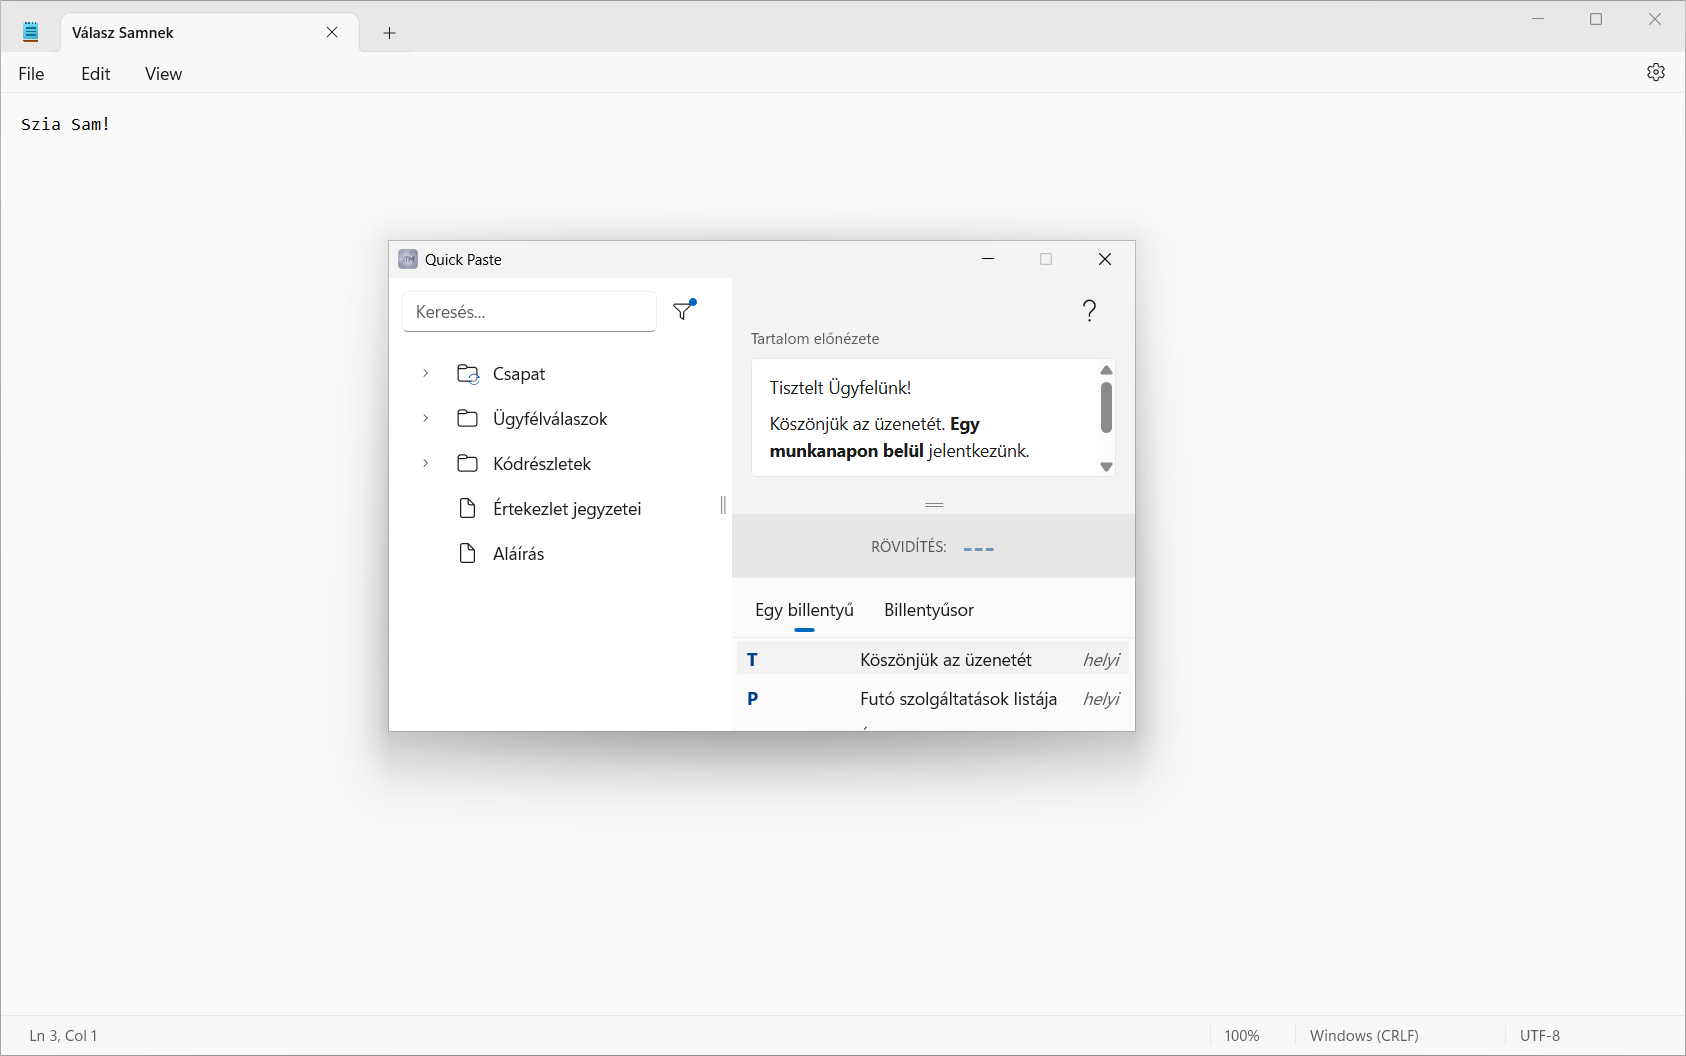 Válasz Samnek
File Edit View
Szia Sam!
Quick Paste
Keresés...
Csapat
Ügyfélválaszok
Kódrészletek
Értekezlet jegyzetei
Aláírás
Tartalom előnézete
Tisztelt Ügyfelünk!
Köszönjük az üzenetét. Egy
munkanapon belül jelentkezünk.
RÖVIDÍTÉS: ---
Egy billentyű Billentyűsor
T Köszönjük az üzenetét helyi
P Futó szolgáltatások listája helyi
Ln 3, Col 1 100% Windows (CRLF) UTF-8